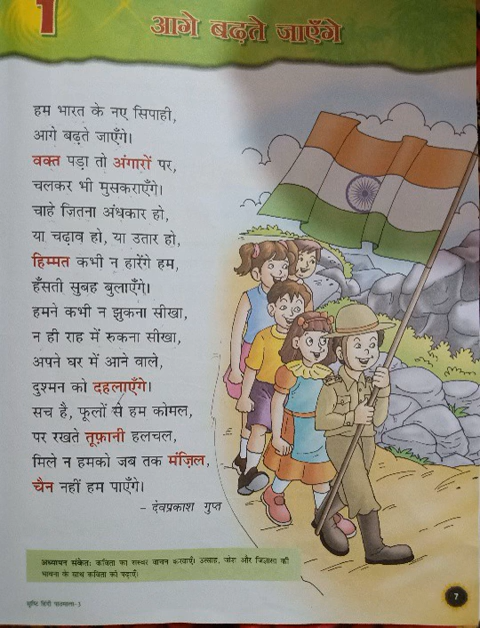 1
आगे बढ़ते जाएँगे
हम भारत के नए सिपाही,
आगे बढ़ते जाएँगे।
वक्त पड़ा तो अंगारों पर,
चलकर भी मुसकराएँगे।
चाहे जितना अंधकार हो,
या चढ़ाव हो, या उतार हो,
हिम्मत कभी न हारेंगे हम,
हँसती सुबह बुलाएँगे।
हमने कभी न झुकना सीखा,
न ही राह में रुकना सीखा,
अपने घर में आने वाले,
दुश्मन को दहलाएँगे।
सच है, फूलों से हम कोमल,
पर रखते तूफ़ानी हलचल,
मिले न हमको जब तक मंज़िल,
चैन नहीं हम पाएँगे।
– देवप्रकाश गुप्त
अध्यापन संकेत: कविता का सस्वर वाचन करवाएँ। उत्साह, जोश और जिज्ञासा की
भावना के साथ कविता को पढ़ाएँ।
हिंदी पाठमाला-3
7